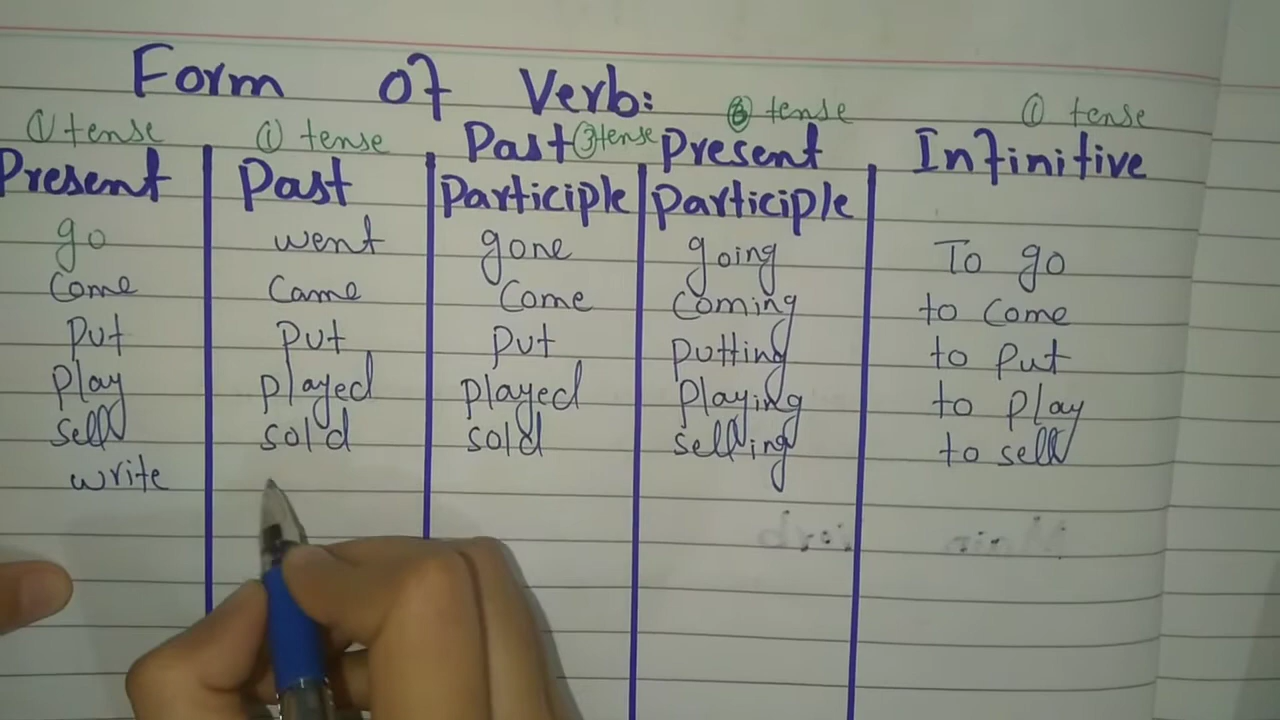 Form of Verb:
① tense ① tense ③ tense ③ tense ① tense
Present Past Past Participle Present Participle Infinitive
go went gone going To go
Come Came Come Coming to Come
Put Put Put Putting to Put
Play Played Played Playing to Play
sell sold sold selling to sell
write